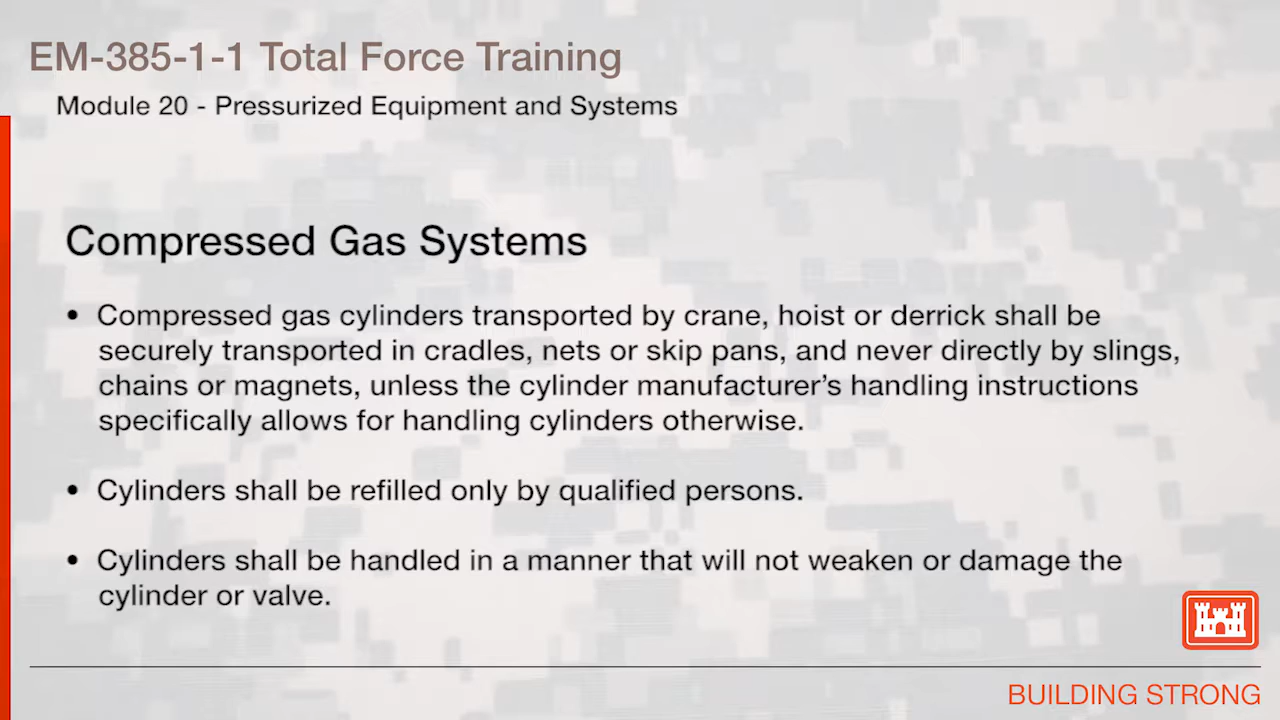 EM-385-1-1 Total Force Training
Module 20 - Pressurized Equipment and Systems
Compressed Gas Systems
• Compressed gas cylinders transported by crane, hoist or derrick shall be
securely transported in cradles, nets or skip pans, and never directly by slings,
chains or magnets, unless the cylinder manufacturer’s handling instructions
specifically allows for handling cylinders otherwise.
• Cylinders shall be refilled only by qualified persons.
• Cylinders shall be handled in a manner that will not weaken or damage the
cylinder or valve.
BUILDING STRONG